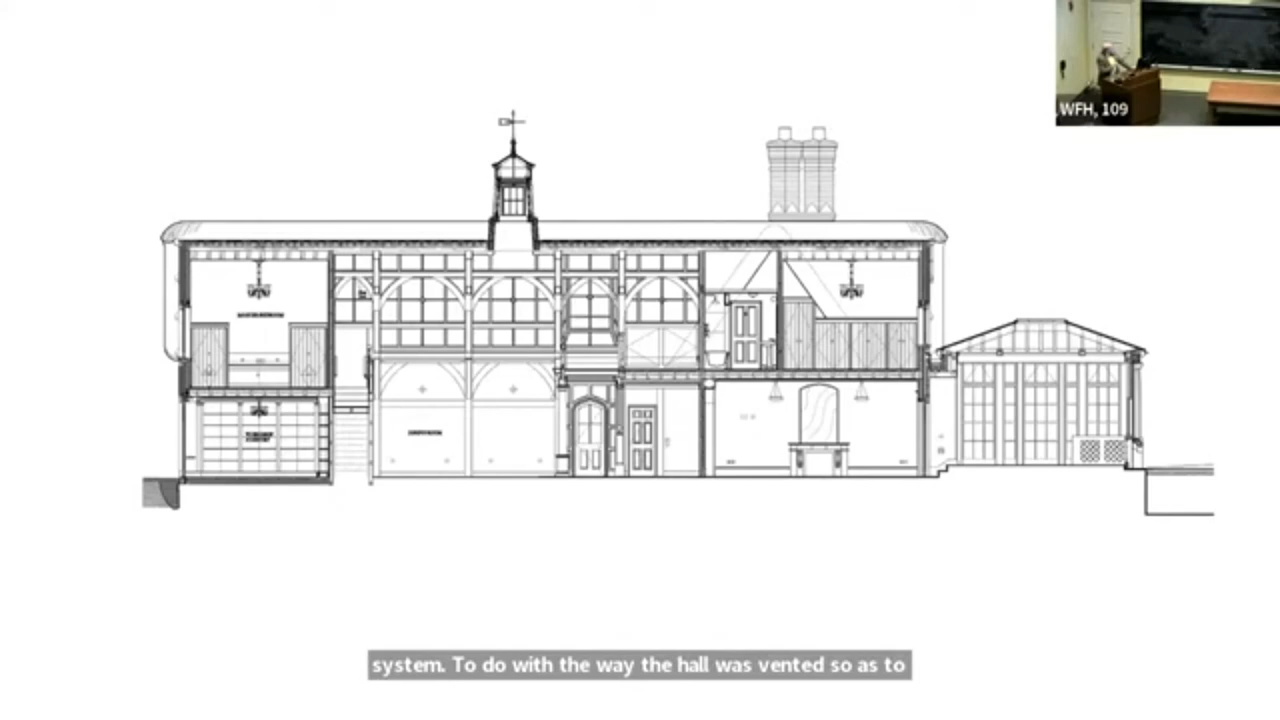 WFH, 109
system. To do with the way the hall was vented so as to